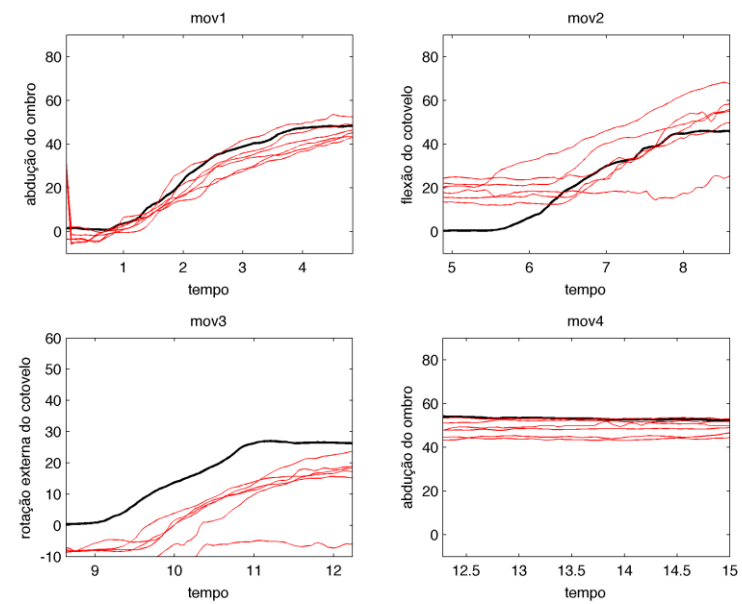 mov1
abdução do ombro
80
60
40
20
0
1 2 3 4
tempo
mov2
flexão do cotovelo
80
60
40
20
0
5 6 7 8
tempo
mov3
rotação externa do cotovelo
60
50
40
30
20
10
0
-10
9 10 11 12
tempo
mov4
abdução do ombro
80
60
40
20
0
12.5 13 13.5 14 14.5 15
tempo